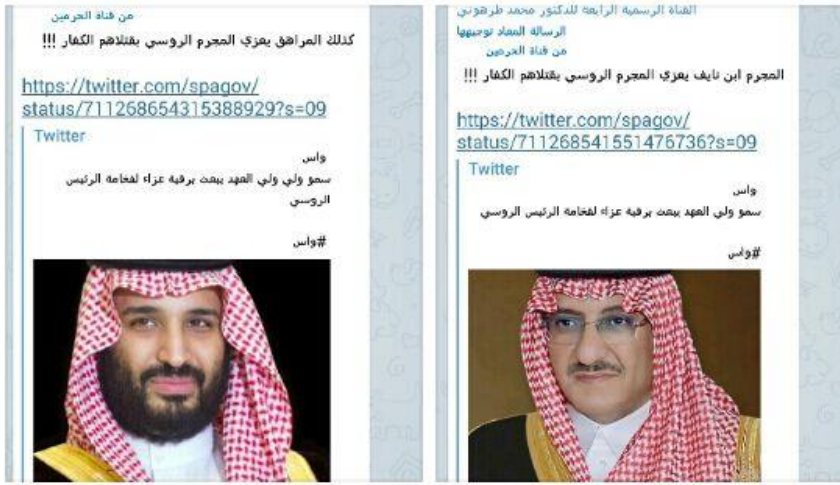 من قناة الحرمين
كذلك المراهق يعزي المجرم الروسي بقتلاهم الكفار !!!
https://twitter.com/spagov/
status/711268654315388929?s=09
Twitter
واس
سمو ولي ولي العهد يبعث برقية عزاء لفخامة الرئيس
الروسي
#واس
القناة الرسمية الرابعة للدكتور محمد طرهوني
الرسالة المعاد توجيهها
من قناة الحرمين
المجرم ابن نايف يعزي المجرم الروسي بقتلاهم الكفار !!!
https://twitter.com/spagov/
status/711268541551476736?s=09
Twitter
واس
سمو ولي العهد يبعث برقية عزاء لفخامة الرئيس الروسي
#واس